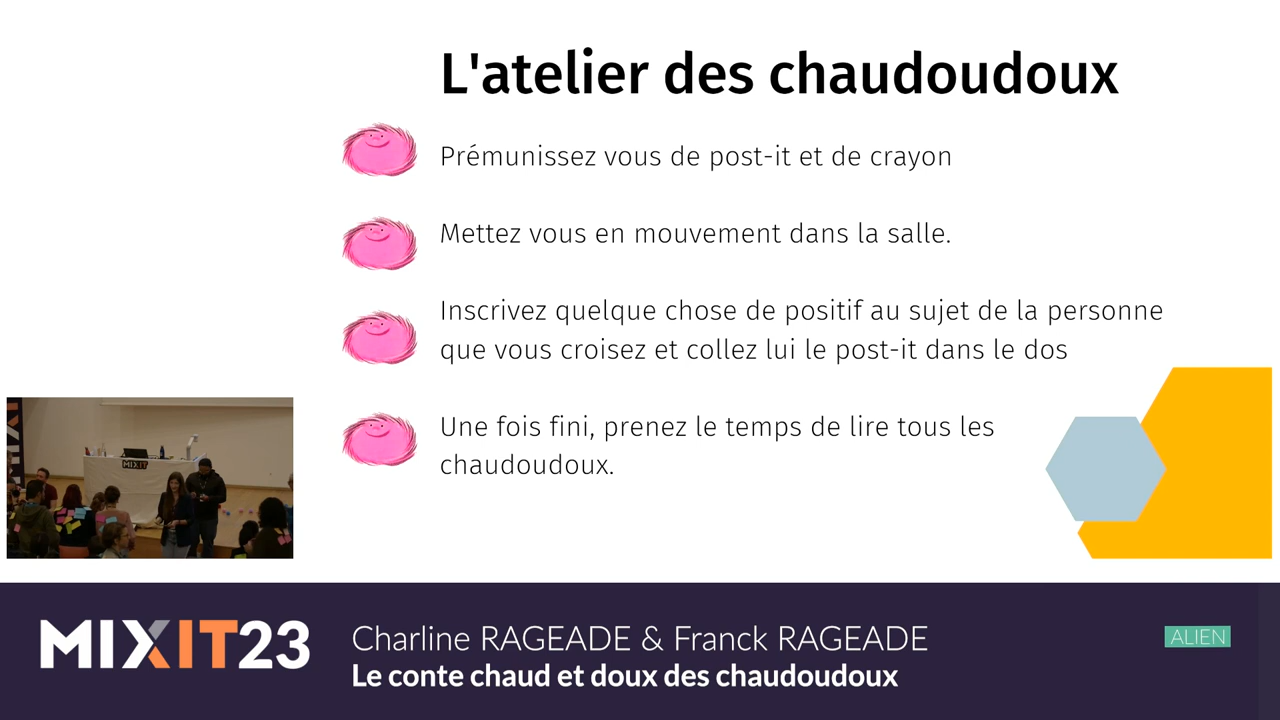 L'atelier des chaudoudoux
Prémunissez vous de post-it et de crayon
Mettez vous en mouvement dans la salle.
Inscrivez quelque chose de positif au sujet de la personne
que vous croisez et collez lui le post-it dans le dos
Une fois fini, prenez le temps de lire tous les
chaudoudoux.
MIXIT
MIXIT23
Charline RAGEADE & Franck RAGEADE
ALIEN
Le conte chaud et doux des chaudoudoux